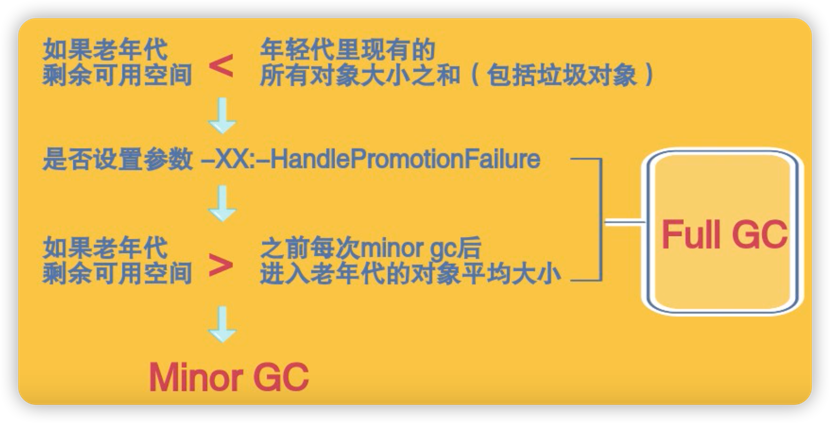 如果老年代
剩余可用空间
<
年轻代里现有的
所有对象大小之和（包括垃圾对象）
是否设置参数 –XX:–HandlePromotionFailure
如果老年代
剩余可用空间
>
之前每次minor gc后
进入老年代的对象平均大小
Full GC
Minor GC